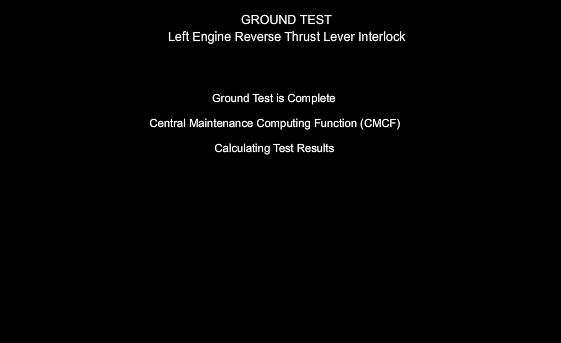 GROUND TEST
Left Engine Reverse Thrust Lever Interlock
Ground Test is Complete
Central Maintenance Computing Function (CMCF)
Calculating Test Results